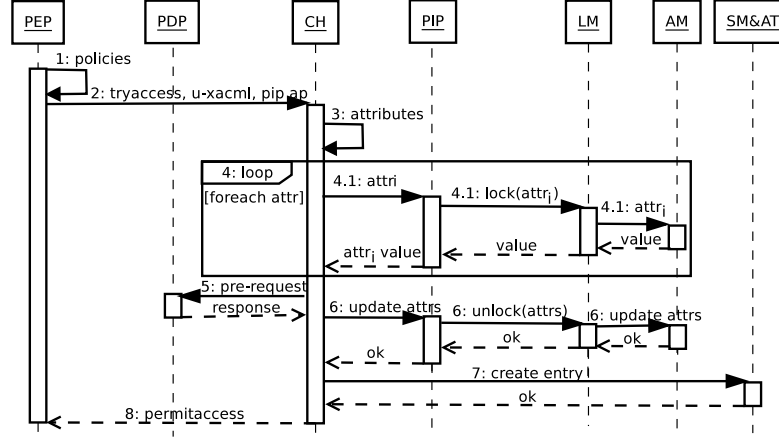 PEP PDP CH PIP LM AM SM&AT
1: policies
2: tryaccess, u-xacml, pip ap
3: attributes
4: loop
[foreach attr]
4.1: attri
4.1: lock(attri)
4.1: attri
value
value
attri value
5: pre-request
response
6: update attrs
6: unlock(attrs)
6: update attrs
ok
ok
ok
7: create entry
ok
8: permitaccess